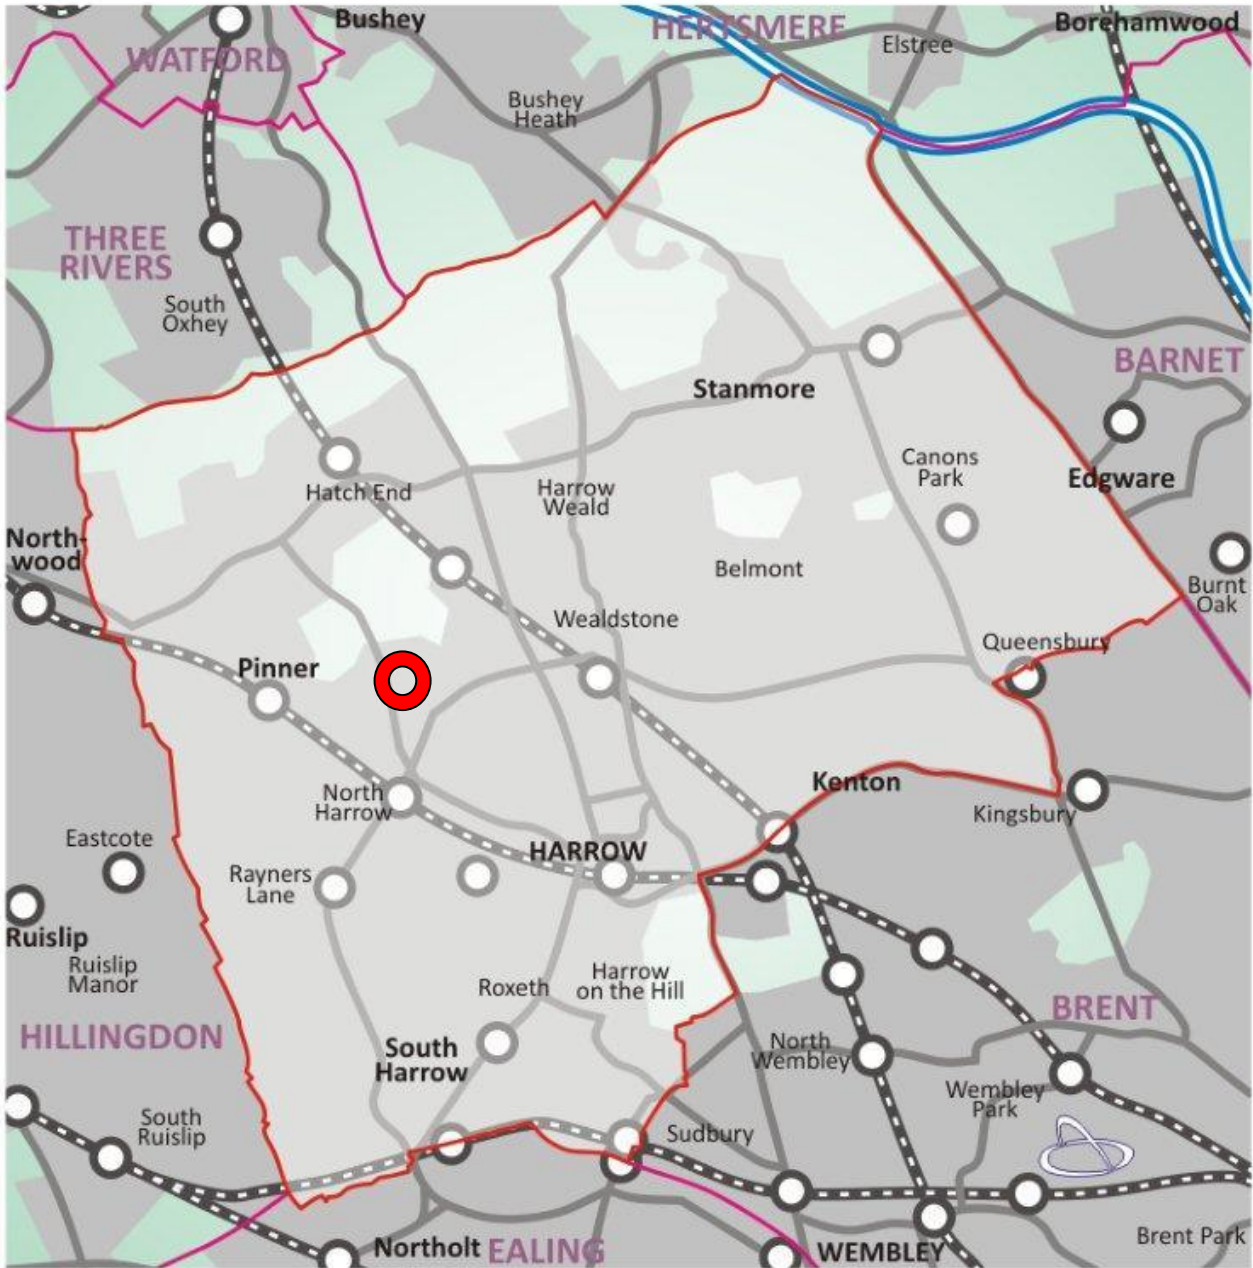 Bushey
HERTSMERE
Borehamwood
Elstree
WATFORD
Bushey
Heath
THREE
RIVERS
South
Oxhey
BARNET
Stanmore
Canons
Park
Edgware
Hatch End
Harrow
Weald
North-
wood
Belmont
Burnt
Oak
Wealdstone
Queensbury
Pinner
Kenton
North
Harrow
Kingsbury
Eastcote
HARROW
Rayners
Lane
Ruislip
Ruislip
Manor
Harrow
on the Hill
Roxeth
HILLINGDON
BRENT
South
Harrow
North
Wembley
Wembley
Park
South
Ruislip
Sudbury
Brent Park
Northolt
EALING
WEMBLEY